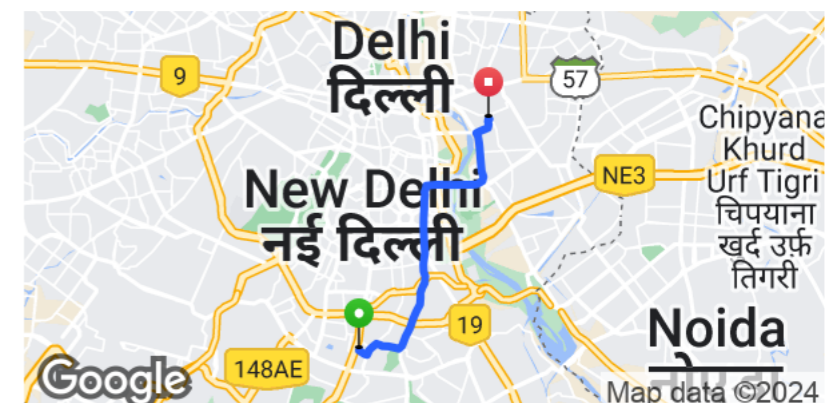 Delhi
दिल्ली
9
57
Chipyana
Khurd
Urf Tigri
चिपयाना
खुर्द उर्फ़
तिगरी
NE3
New Delhi
नई दिल्ली
19
Noida
148AE
Google
Map data ©2024